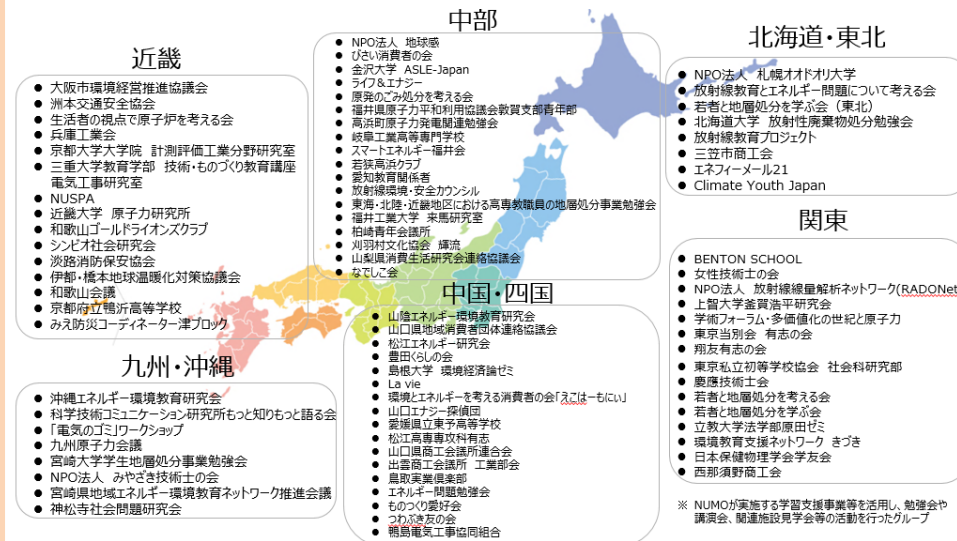 近畿
● 大阪市環境経営推進協議会
● 洲本交通安全協会
● 生活者の視点で原子炉を考える会
● 兵庫工業会
● 京都大学大学院 計測評価工業分野研究室
● 三重大学教育学部 技術・ものづくり教育講座
電気工事研究室
● NUSPA
● 近畿大学 原子力研究所
● 和歌山ゴールドライオンズクラブ
● シンビオ社会研究会
● 淡路消防保安協会
● 伊都・橋本地球温暖化対策協議会
● 和歌山会議
● 京都府立鴨沂高等学校
● みえ防災コーディネーター津ブロック
中部
● NPO法人 地球感
● びさい消費者の会
● 金沢大学 ASLE-Japan
● ライフ&エナジー
● 原発のごみ処分を考える会
● 福井県原子力平和利用協議会敦賀支部青年部
● 高浜町原子力発電関連勉強会
● 岐阜工業高等専門学校
● スマートエネルギー福井会
● 若狭高浜クラブ
● 愛知教育関係者
● 放射線環境・安全カウンシル
● 東海・北陸・近畿地区における高専教職員の地層処分事業勉強会
● 福井工業大学 来馬研究室
● 柏崎青年会議所
● 刈羽村文化協会 輝流
● 山梨県消費生活研究会連絡協議会
● なでしこ会
北海道・東北
● NPO法人 札幌オオドオリ大学
● 放射線教育とエネルギー問題について考える会
● 若者と地層処分を学ぶ会(東北)
● 北海道大学 放射性廃棄物処分勉強会
● 放射線教育プロジェクト
● 三笠市商工会
● エネフィーメール21
● Climate Youth Japan
関東
● BENTON SCHOOL
● 女性技術士の会
● NPO法人 放射線線量解析ネットワーク(RADONet
● 上智大学釜賀浩平研究会
● 学術フォーラム・多価値化の世紀と原子力
● 東京当別会 有志の会
● 翔友有志の会
● 東京私立初等学校協会 社会科研究部
● 慶應技術士会
● 若者と地層処分を考える会
● 若者と地層処分を学ぶ会
● 立教大学法学部原田ゼミ
● 環境教育支援ネットワーク きづき
● 日本保健物理学会学友会
● 西那須野商工会
中国・四国
● 山陰エネルギー環境教育研究会
● 山口県地域消費者団体連絡協議会
● 松江エネルギー研究会
● 豊田くらしの会
● 島根大学 環境経済論ゼミ
● La vie
● 環境とエネルギーを考える消費者の会「えこはーもにぃ」
● 山口エナジー探偵団
● 愛媛県立東予高等学校
● 松江高専専攻科有志
● 山口県商工会議所連合会
● 出雲商工会議所 工業部会
● 鳥取実業倶楽部
● エネルギー問題勉強会
● ものつくり愛好会
● つわぶき友の会
● 鴨島電気工事協同組合
九州・沖縄
● 沖縄エネルギー環境教育研究会
● 科学技術コミュニケーション研究所もっと知りもっと語る会
● 「電気のゴミ」ワークショップ
● 九州原子力会議
● 宮崎大学学生地層処分事業勉強会
● NPO法人 みやざき技術士の会
● 宮崎県地域エネルギー環境教育ネットワーク推進会議
● 神松寺社会問題研究会
※ NUMOが実施する学習支援事業等を活用し、勉強会や
講演会、関連施設見学会等の活動を行ったグループ